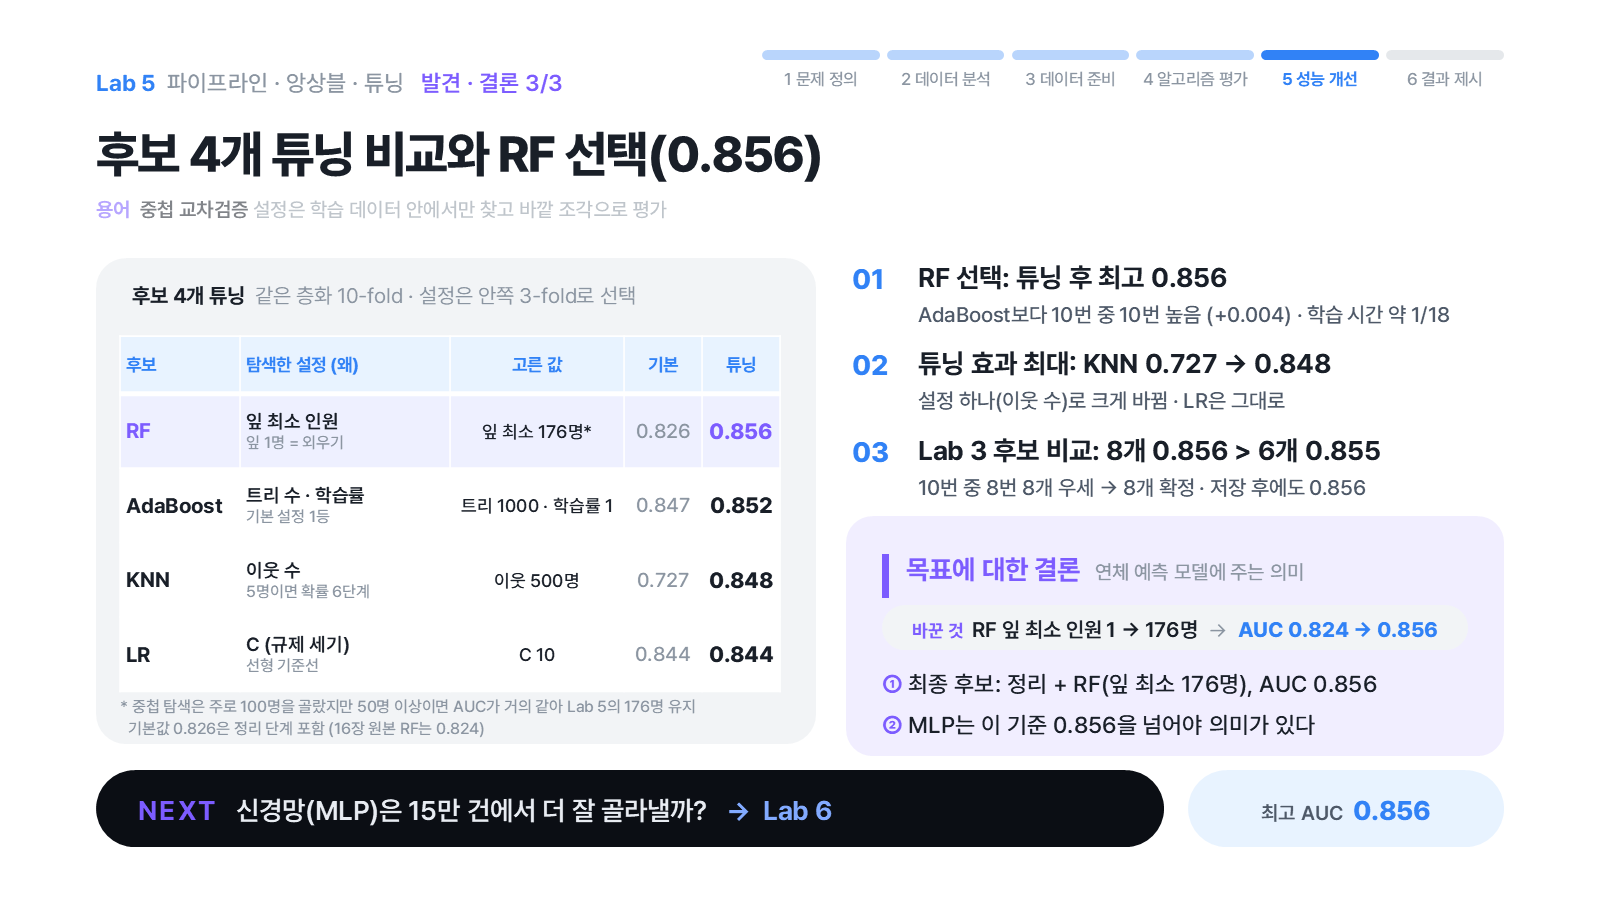 Lab 5 파이프라인 · 앙상블 · 튜닝 발견 · 결론 3/3
1 문제 정의
2 데이터 분석
3 데이터 준비
4 알고리즘 평가
5 성능 개선
6 결과 제시
후보 4개 튜닝 비교와 RF 선택(0.856)
용어 중첩 교차검증 설정은 학습 데이터 안에서만 찾고 바깥 조각으로 평가
후보 4개 튜닝 같은 층화 10-fold · 설정은 안쪽 3-fold로 선택
후보 탐색한 설정 (왜) 고른 값 기본 튜닝
RF 잎 최소 인원 잎 최소 176명* 0.826 0.856
잎 1명 = 외우기
AdaBoost 트리 수 · 학습률 트리 1000 · 학습률 1 0.847 0.852
기본 설정 1등
KNN 이웃 수 이웃 500명 0.727 0.848
5명이면 확률 6단계
LR C (규제 세기) C 10 0.844 0.844
선형 기준선
* 중첩 탐색은 주로 100명을 골랐지만 50명 이상이면 AUC가 거의 같아 Lab 5의 176명 유지
기본값 0.826은 정리 단계 포함 (16장 원본 RF는 0.824)
01 RF 선택: 튜닝 후 최고 0.856
AdaBoost보다 10번 중 10번 높음 (+0.004) · 학습 시간 약 1/18
02 튜닝 효과 최대: KNN 0.727 → 0.848
설정 하나(이웃 수)로 크게 바뀜 · LR은 그대로
03 Lab 3 후보 비교: 8개 0.856 > 6개 0.855
10번 중 8번 8개 우세 → 8개 확정 · 저장 후에도 0.856
목표에 대한 결론 연체 예측 모델에 주는 의미
바꾼 것 RF 잎 최소 인원 1 → 176명 → AUC 0.824 → 0.856
① 최종 후보: 정리 + RF(잎 최소 176명), AUC 0.856
② MLP는 이 기준 0.856을 넘어야 의미가 있다
NEXT 신경망(MLP)은 15만 건에서 더 잘 골라낼까? → Lab 6
최고 AUC 0.856